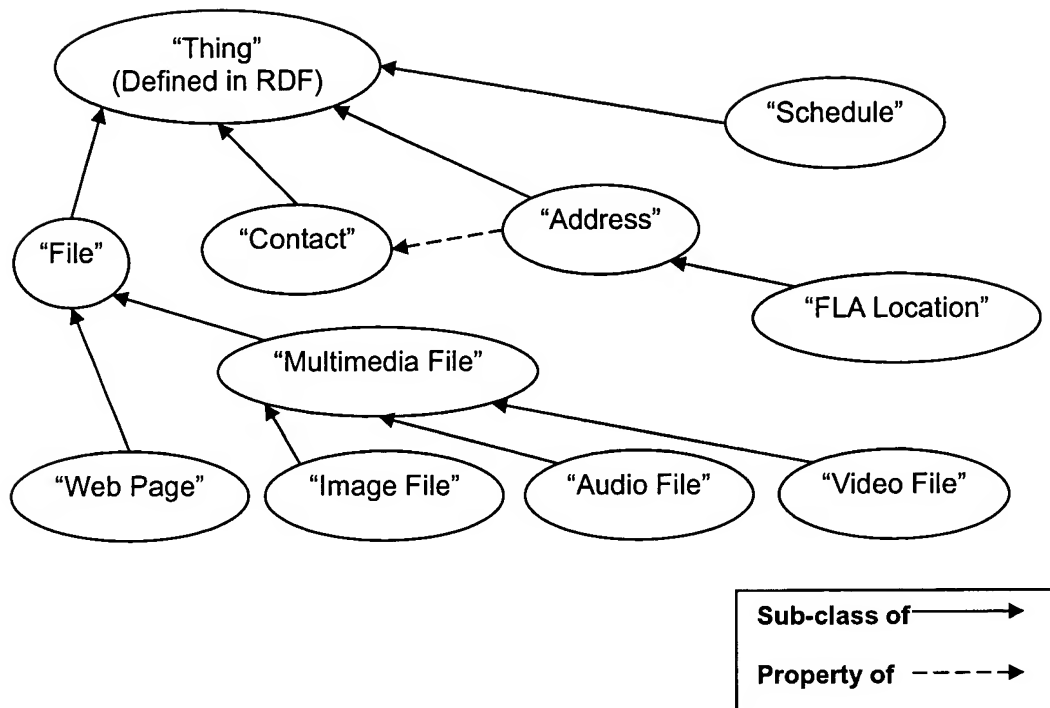 “Thing”
(Defined in RDF)
“Schedule”
“File”
“Contact”
“Address”
“FLA Location”
“Multimedia File”
“Web Page”
“Image File”
“Audio File”
“Video File”
Sub-class of
Property of